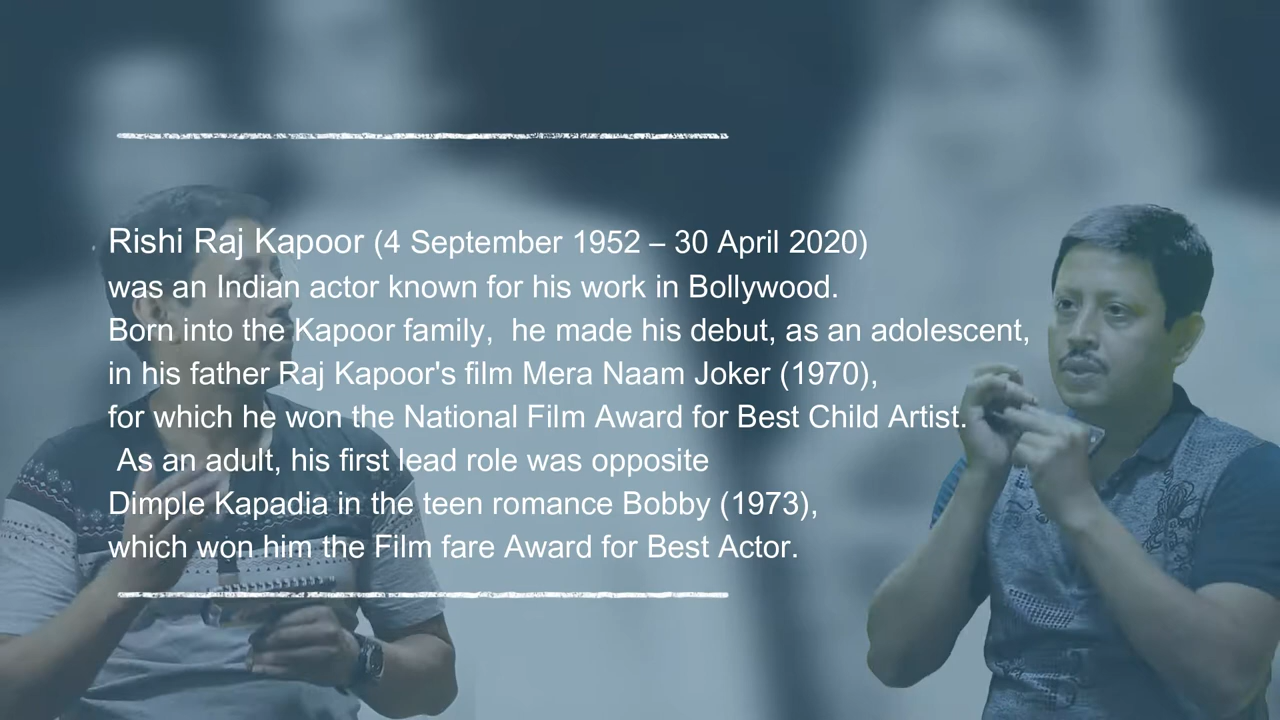 Rishi Raj Kapoor (4 September 1952 – 30 April 2020)
was an Indian actor known for his work in Bollywood.
Born into the Kapoor family,  he made his debut, as an adolescent,
in his father Raj Kapoor's film Mera Naam Joker (1970),
for which he won the National Film Award for Best Child Artist.
As an adult, his first lead role was opposite
Dimple Kapadia in the teen romance Bobby (1973),
which won him the Film fare Award for Best Actor.